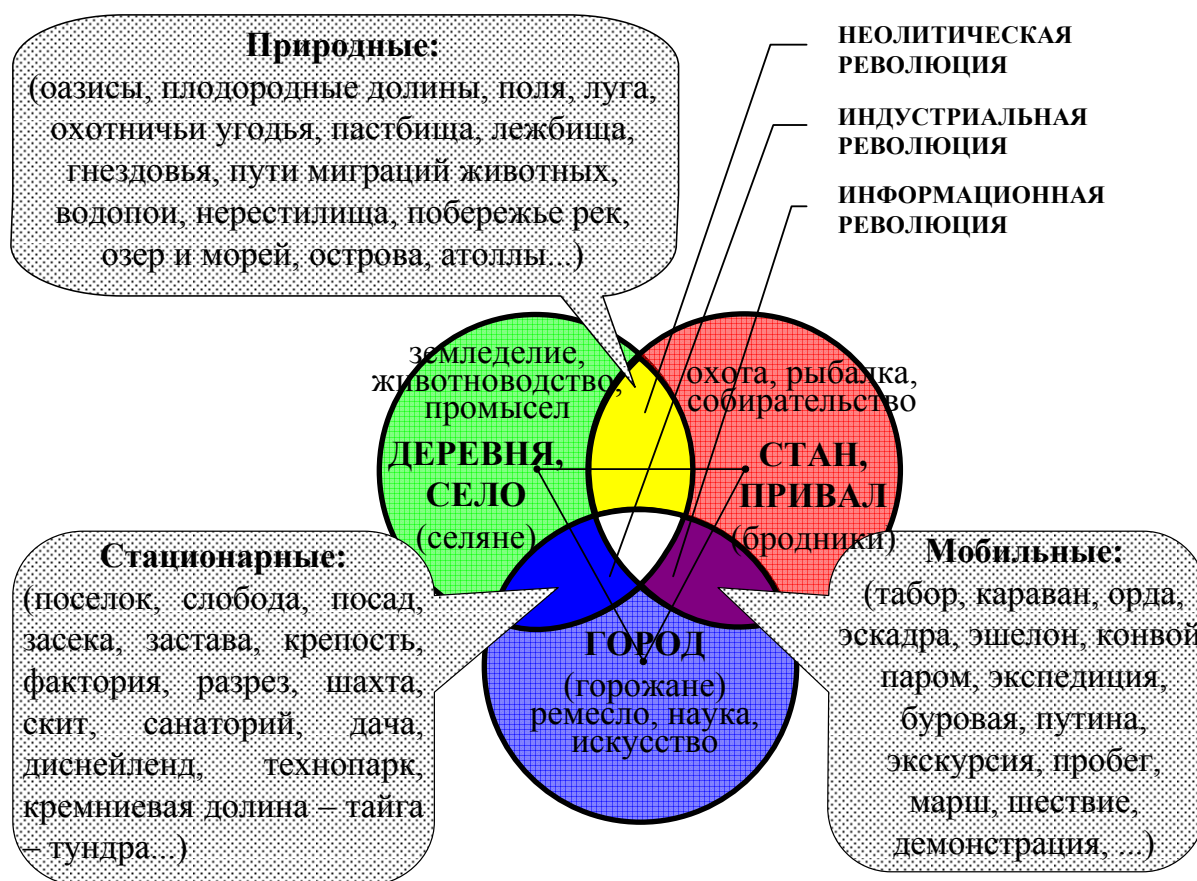 Природные:
(оазисы, плодородные долины, поля, луга,
охотничьи угодья, пастбища, лежбища,
гнездовья, пути миграций животных,
водопои, нерестилища, побережье рек,
озер и морей, острова, атоллы...)
НЕОЛИТИЧЕСКАЯ
РЕВОЛЮЦИЯ
ИНДУСТРИАЛЬНАЯ
РЕВОЛЮЦИЯ
ИНФОРМАЦИОННАЯ
РЕВОЛЮЦИЯ
земледелие,
животноводство,
промысел
ДЕРЕВНЯ,
СЕЛО
(селяне)
охота, рыбалка,
собирательство
СТАН,
ПРИВАЛ
(бродники)
Стационарные:
(поселок, слобода, посад,
засека, застава, крепость,
фактория, разрез, шахта,
скит, санаторий, дача,
диснейленд, технопарк,
кремниевая долина – тайга
– тундра...)
ГОРОД
(горожане)
ремесло, наука,
искусство
Мобильные:
(табор, караван, орда,
эскадра, эшелон, конвой,
паром, экспедиция,
буровая, путина,
экскурсия, пробег,
марш, шествие,
демонстрация, ...)